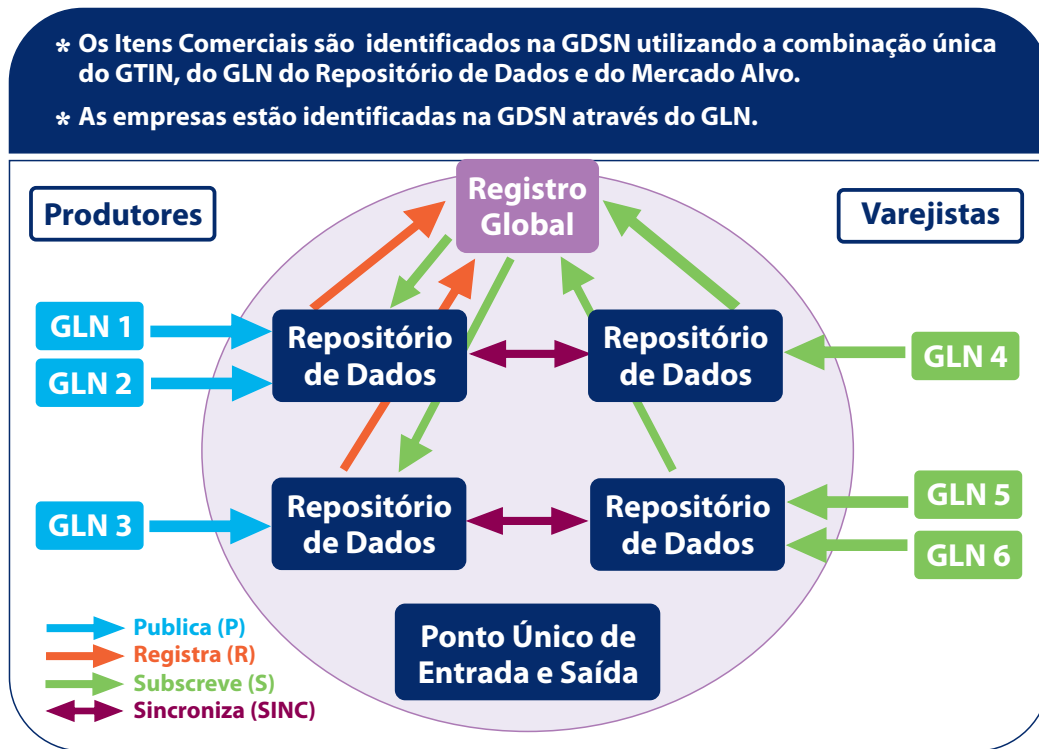 * Os Itens Comerciais são identificados na GDSN utilizando a combinação única
do GTIN, do GLN do Repositório de Dados e do Mercado Alvo.
* As empresas estão identificadas na GDSN através do GLN.
Produtores
Registro
Global
Varejistas
GLN 1
GLN 2
Repositório
de Dados
Repositório
de Dados
GLN 4
GLN 3
Repositório
de Dados
Repositório
de Dados
GLN 5
GLN 6
Ponto Único de
Entrada e Saída
Publica (P)
Registra (R)
Subscreve (S)
Sincroniza (SINC)